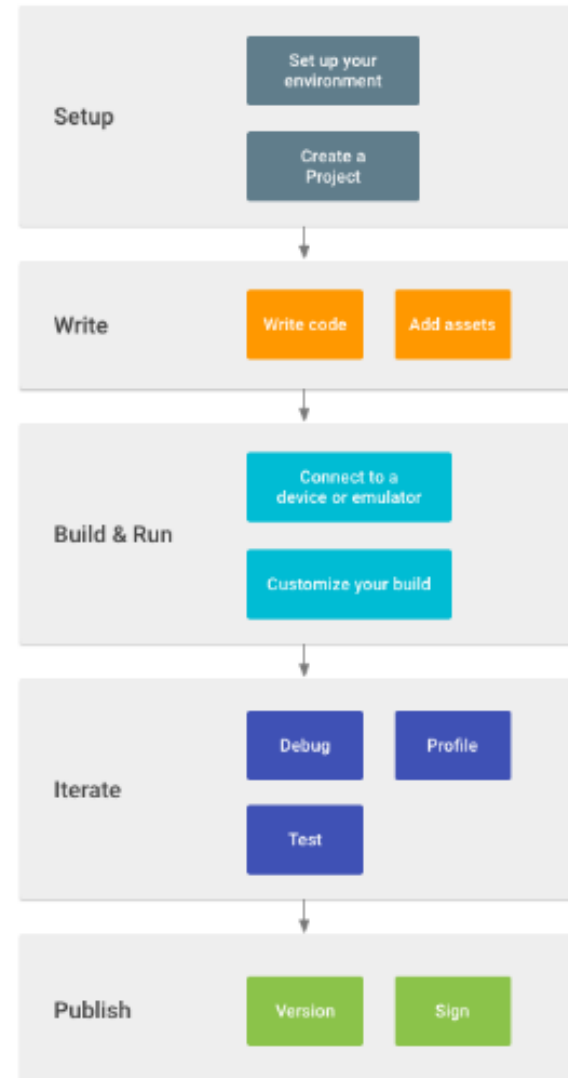 Setup
Set up your
environment
Create a
Project
Write
Write code
Add assets
Build & Run
Connect to a
device or emulator
Customize your build
Iterate
Debug
Profile
Test
Publish
Version
Sign